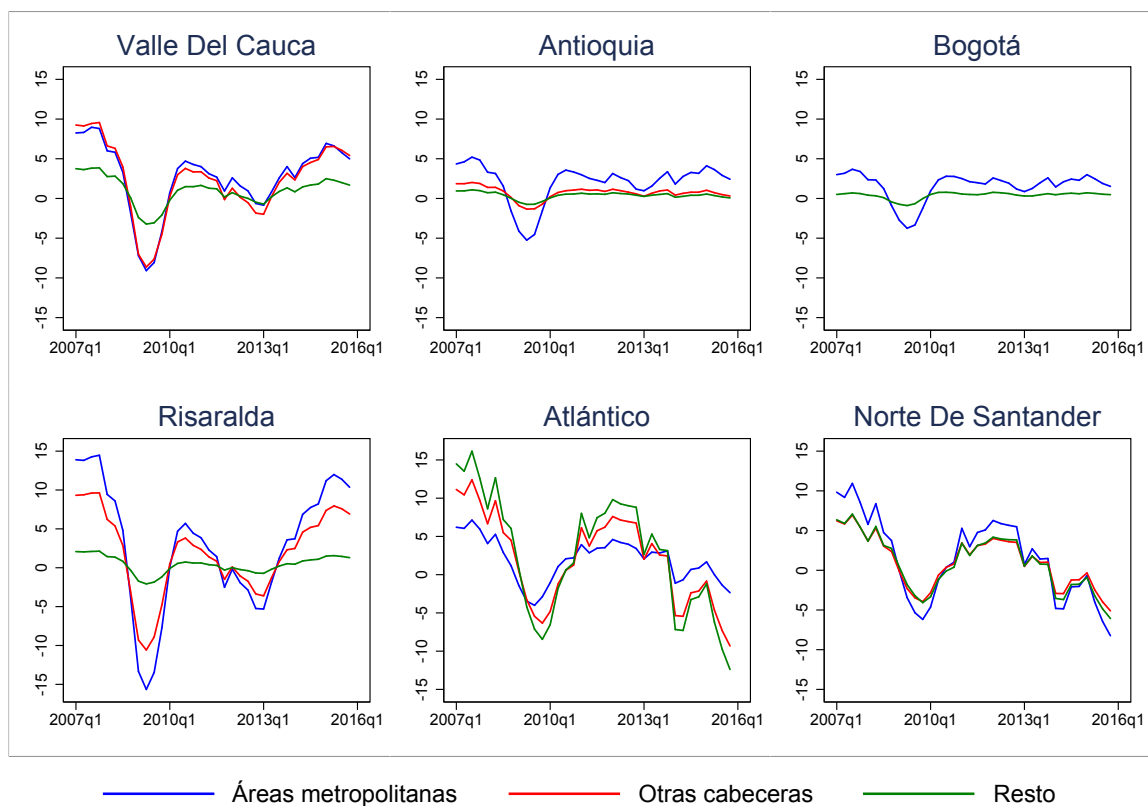 Valle Del Cauca
Antioquia
Bogotá
15
10
5
0
-5
-10
-15
2007q1
2010q1
2013q1
2016q1
15
10
5
0
-5
-10
-15
2007q1
2010q1
2013q1
2016q1
15
10
5
0
-5
-10
-15
2007q1
2010q1
2013q1
2016q1
Risaralda
Atlántico
Norte De Santander
15
10
5
0
-5
-10
-15
2007q1
2010q1
2013q1
2016q1
15
10
5
0
-5
-10
-15
2007q1
2010q1
2013q1
2016q1
15
10
5
0
-5
-10
-15
2007q1
2010q1
2013q1
2016q1
Áreas metropolitanas
Otras cabeceras
Resto